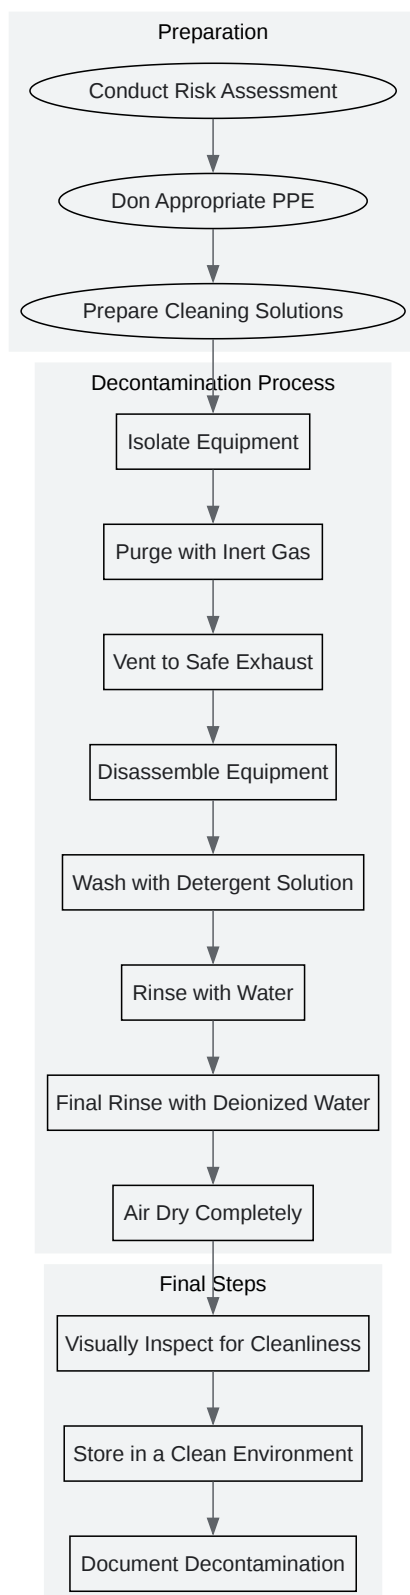 Preparation
Conduct Risk Assessment
Don Appropriate PPE
Prepare Cleaning Solutions
Decontamination Process
Isolate Equipment
Purge with Inert Gas
Vent to Safe Exhaust
Disassemble Equipment
Wash with Detergent Solution
Rinse with Water
Final Rinse with Deionized Water
Air Dry Completely
Final Steps
Visually Inspect for Cleanliness
Store in a Clean Environment
Document Decontamination